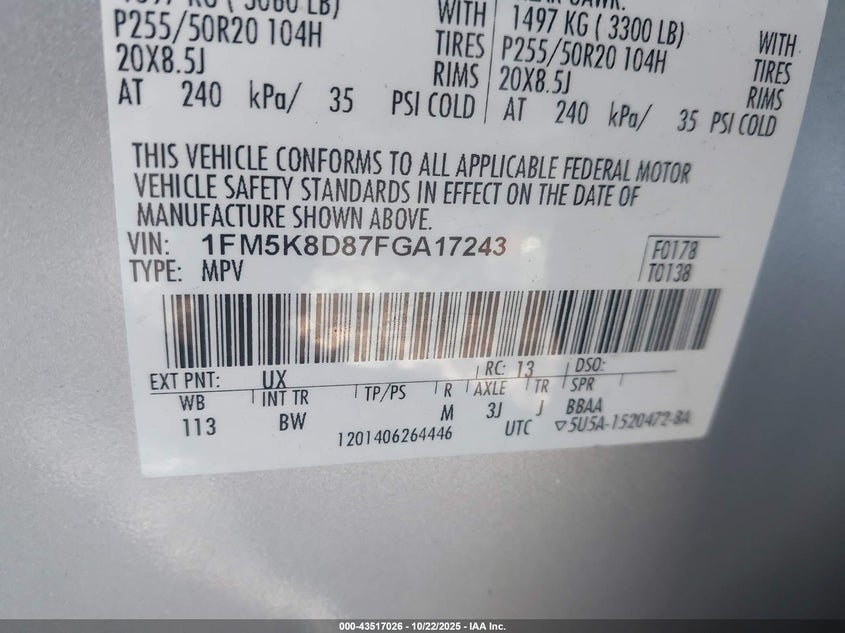 1497 KG ( 3300 LB)
P255/50R20 104H WITH P255/50R20 104H WITH
20X8.5J TIRES 20X8.5J TIRES
RIMS RIMS
AT 240 kPa/ 35 PSI COLD AT 240 kPa/ 35 PSI COLD
THIS VEHICLE CONFORMS TO ALL APPLICABLE FEDERAL MOTOR
VEHICLE SAFETY STANDARDS IN EFFECT ON THE DATE OF
MANUFACTURE SHOWN ABOVE.
VIN: 1FM5K8D87FGA17243 F0178
TYPE: MPV T0138
EXT PNT: UX RC: 13 DSO:
WB INT TR TP/PS R AXLE TR SPR
113 BW M 3J J BBAA
1201406264446 UTC ▽5U5A-1520472-BA
000-43517026 - 10/22/2025 - IAA Inc.